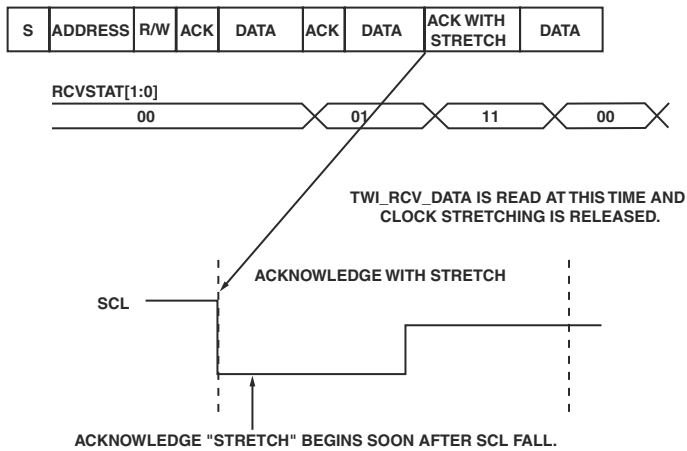 S ADDRESS R/W ACK DATA ACK DATA ACK WITH STRETCH DATA
RCVSTAT[1:0]
00 01 11 00
TWI_RCV_DATA IS READ AT THIS TIME AND
CLOCK STRETCHING IS RELEASED.
ACKNOWLEDGE WITH STRETCH
SCL
ACKNOWLEDGE "STRETCH" BEGINS SOON AFTER SCL FALL.